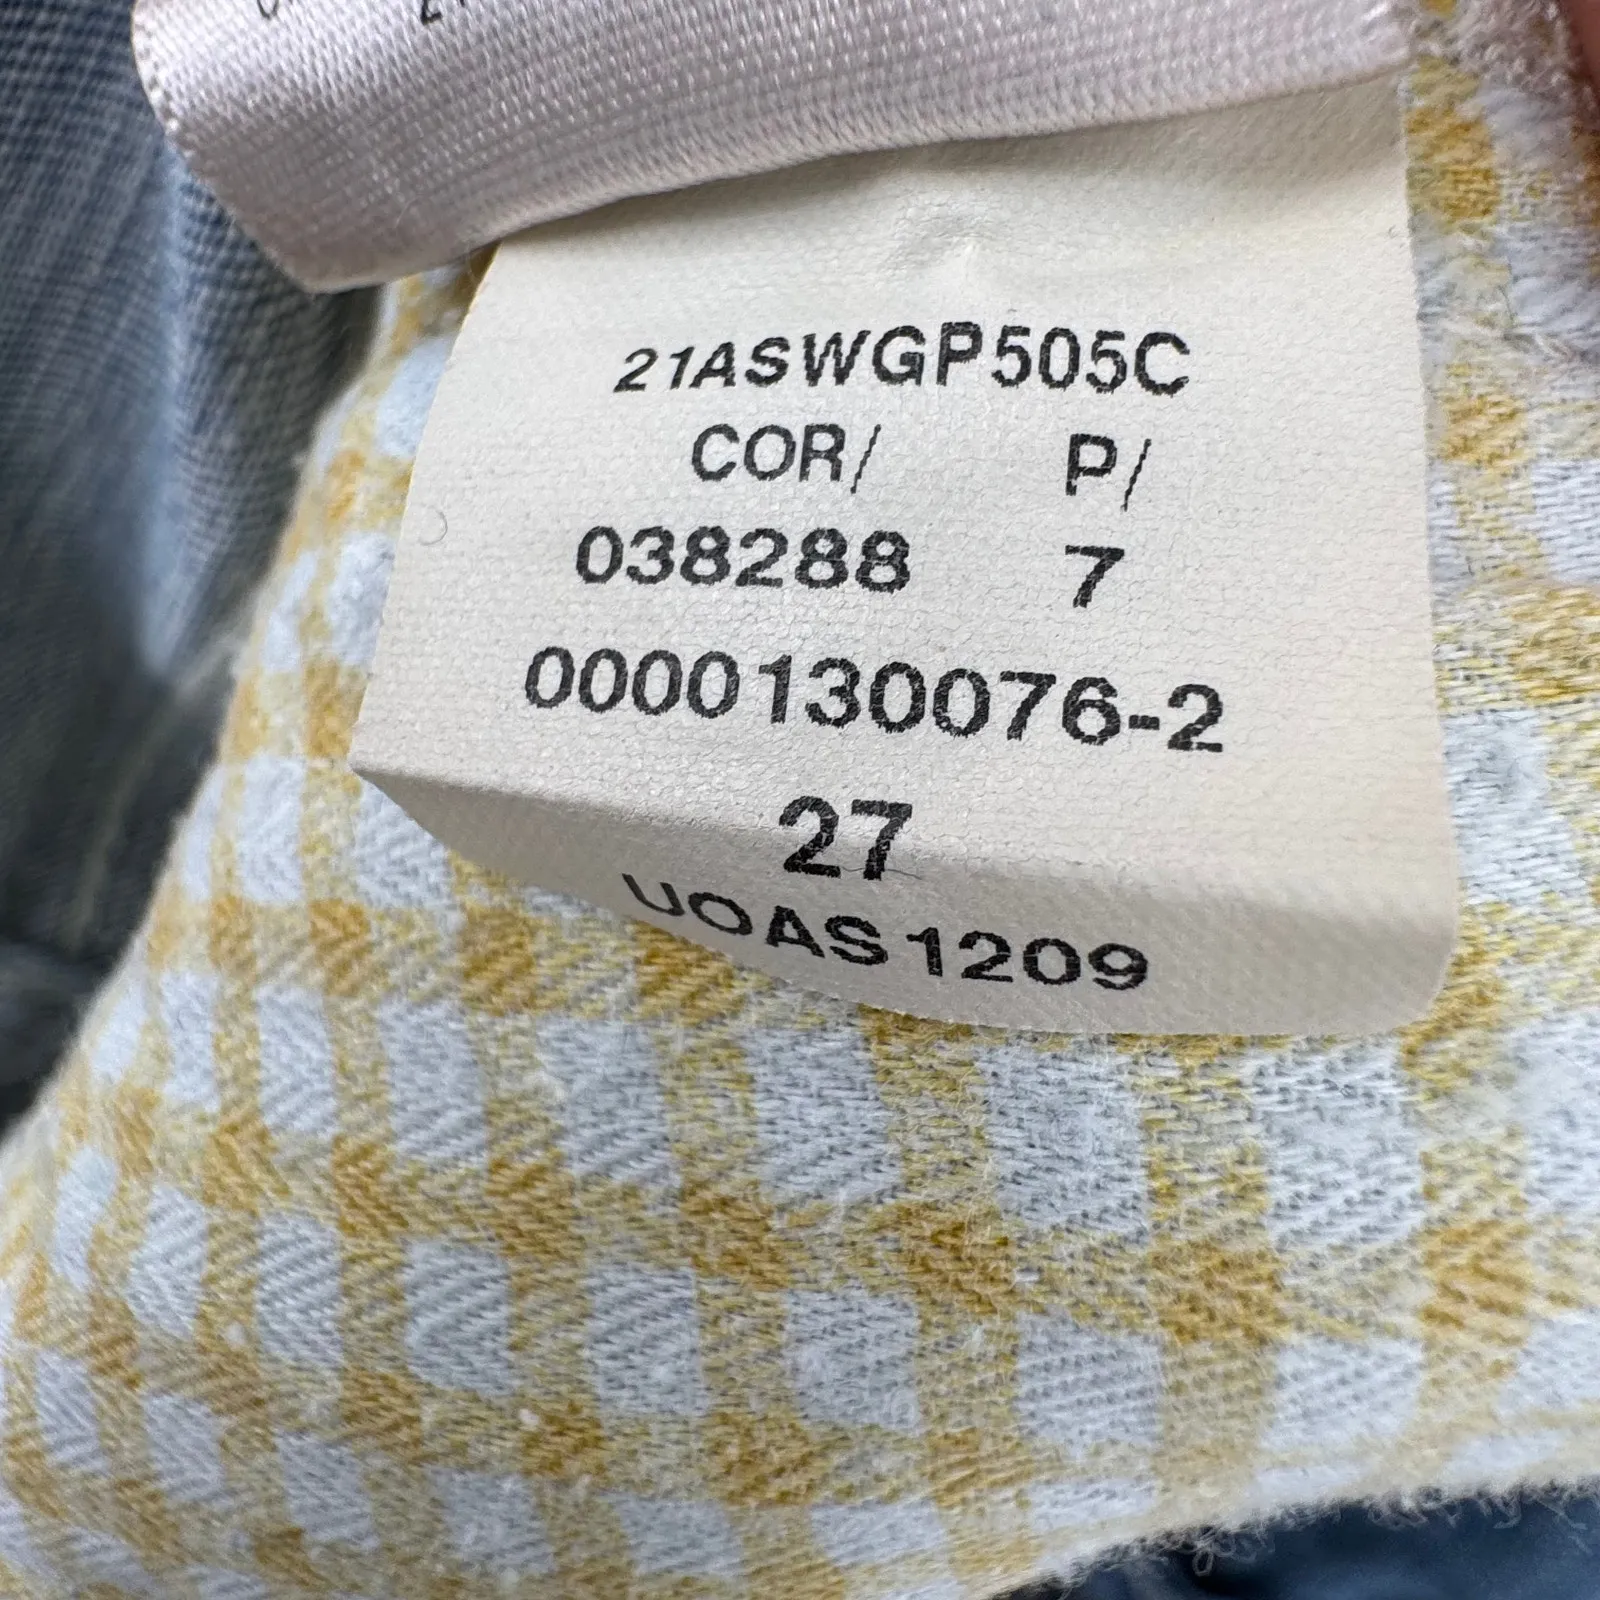 21ASWGP505C
COR/ P/
038288 7
0000130076-2
27
UOAS1209